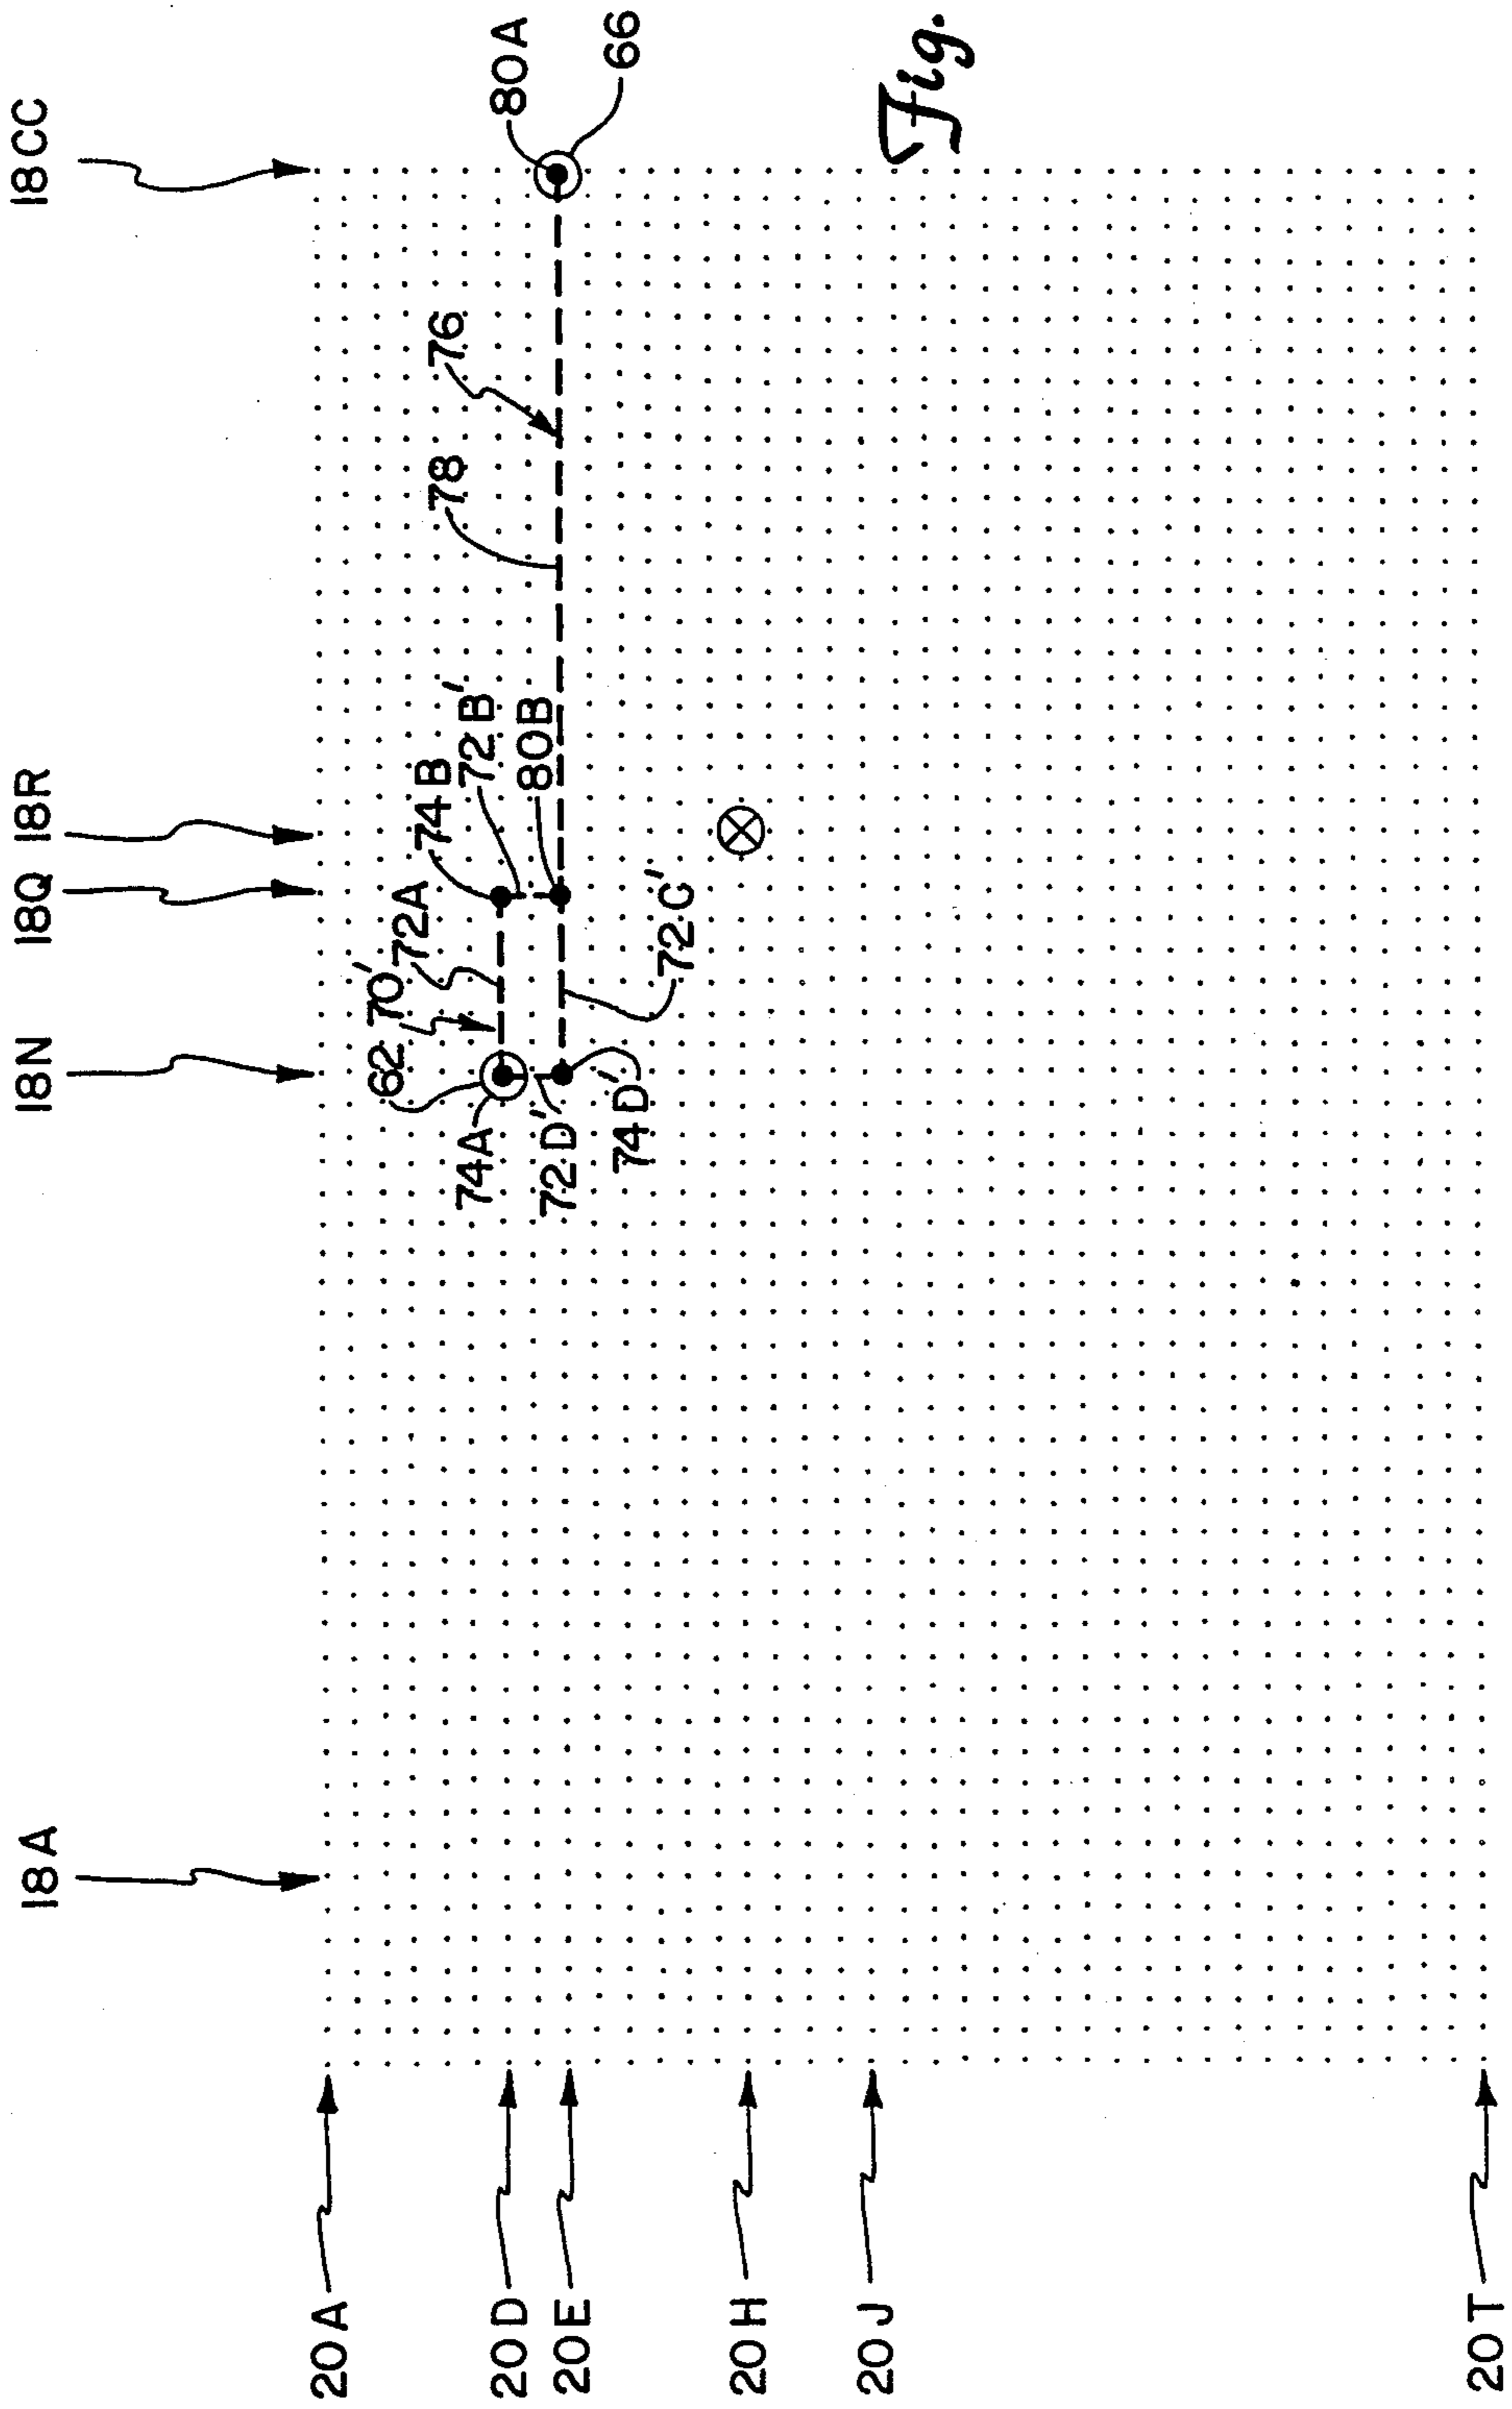 18A
18N
18Q
18R
18CC
20A
20D
20E
20H
20J
20T
62
70'
72A
74B
72B'
80B
74A
72D'
74D'
72C'
78
76
80A
66
Fig.